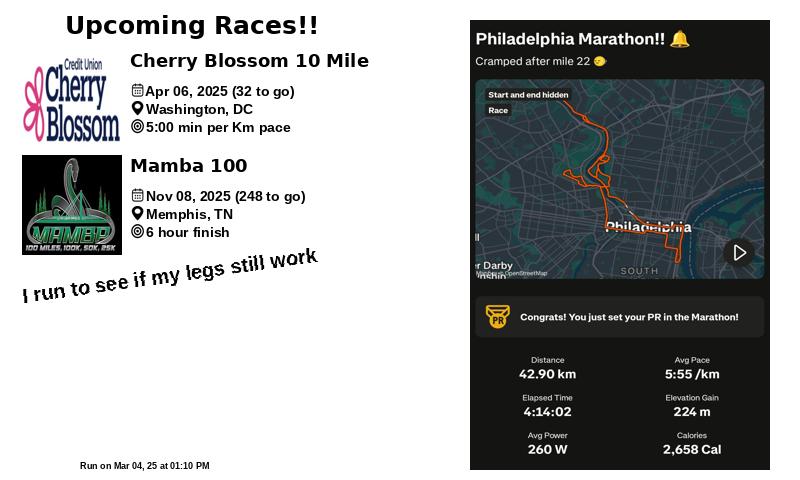 Upcoming Races!!
Credit Union
Cherry
Blossom
Cherry Blossom 10 Mile
Apr 06, 2025 (32 to go)
Washington, DC
5:00 min per Km pace
MAMBA
100 MILES, 100K, 50K, 25K
Mamba 100
Nov 08, 2025 (248 to go)
Memphis, TN
6 hour finish
I run to see if my legs still work
Run on Mar 04, 25 at 01:10 PM
Philadelphia Marathon!!
Cramped after mile 22
Start and end hidden
Race
Philadelphia
ll
r Darby
nship
OpenStreetMap
SOUTH
PR
Congrats! You just set your PR in the Marathon!
Distance
42.90 km
Avg Pace
5:55 /km
Elapsed Time
4:14:02
Elevation Gain
224 m
Avg Power
260 W
Calories
2,658 Cal